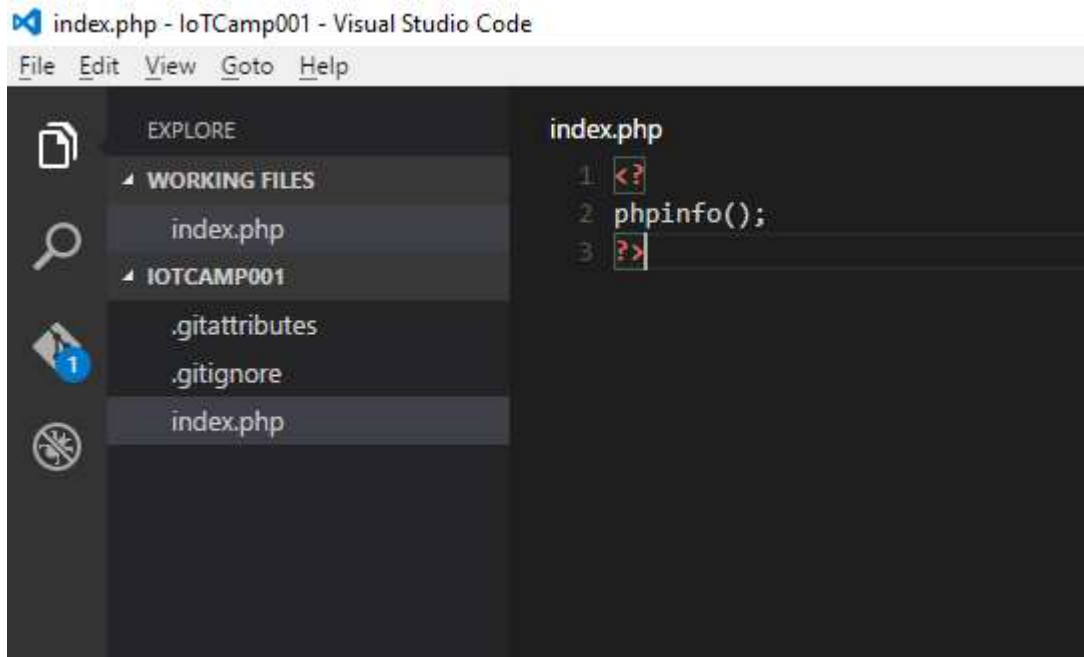 index.php - IoTCamp001 - Visual Studio Code
File Edit View Goto Help
EXPLORE
WORKING FILES
index.php
IOTCAMP001
.gitattributes
.gitignore
index.php
1
index.php
1 <?
2 phpinfo();
3 ?>